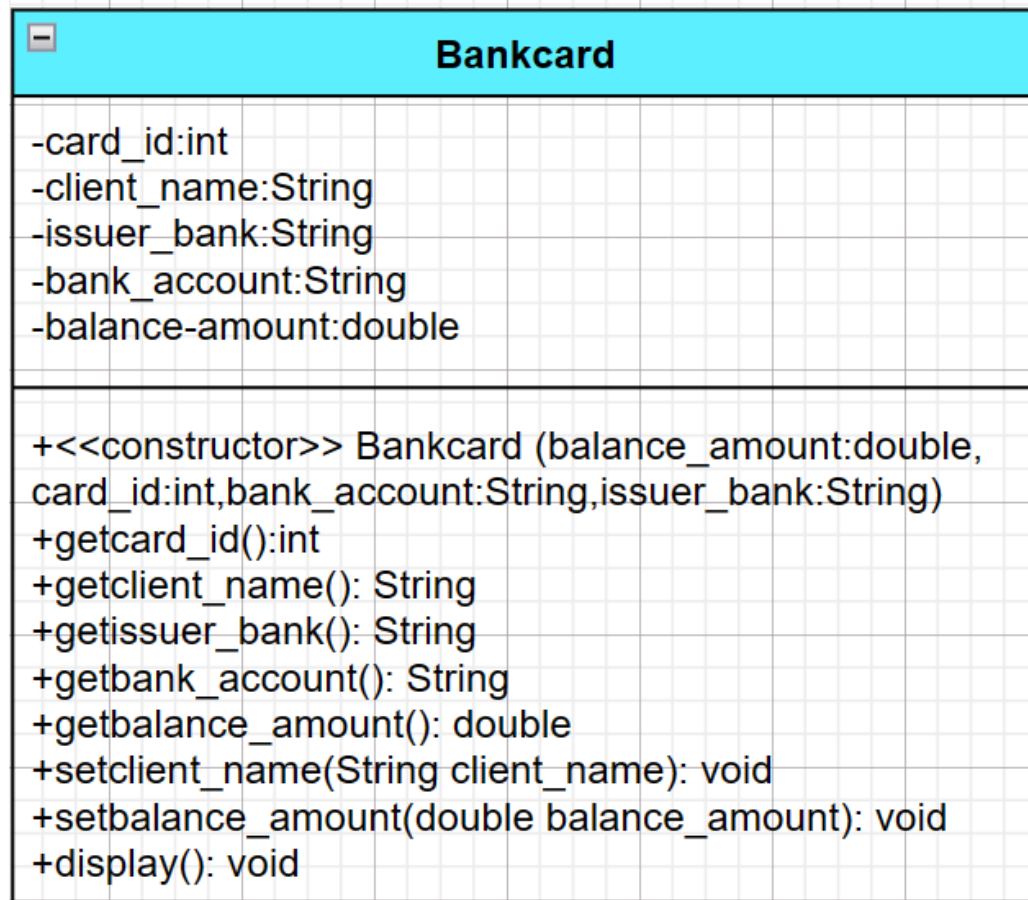 Bankcard
-card_id:int
-client_name:String
-issuer_bank:String
-bank_account:String
-balance-amount:double
+<<constructor>> Bankcard (balance_amount:double,
card_id:int,bank_account:String,issuer_bank:String)
+getcard_id():int
+getclient_name(): String
+getissuer_bank(): String
+getbank_account(): String
+getbalance_amount(): double
+setclient_name(String client_name): void
+setbalance_amount(double balance_amount): void
+display(): void